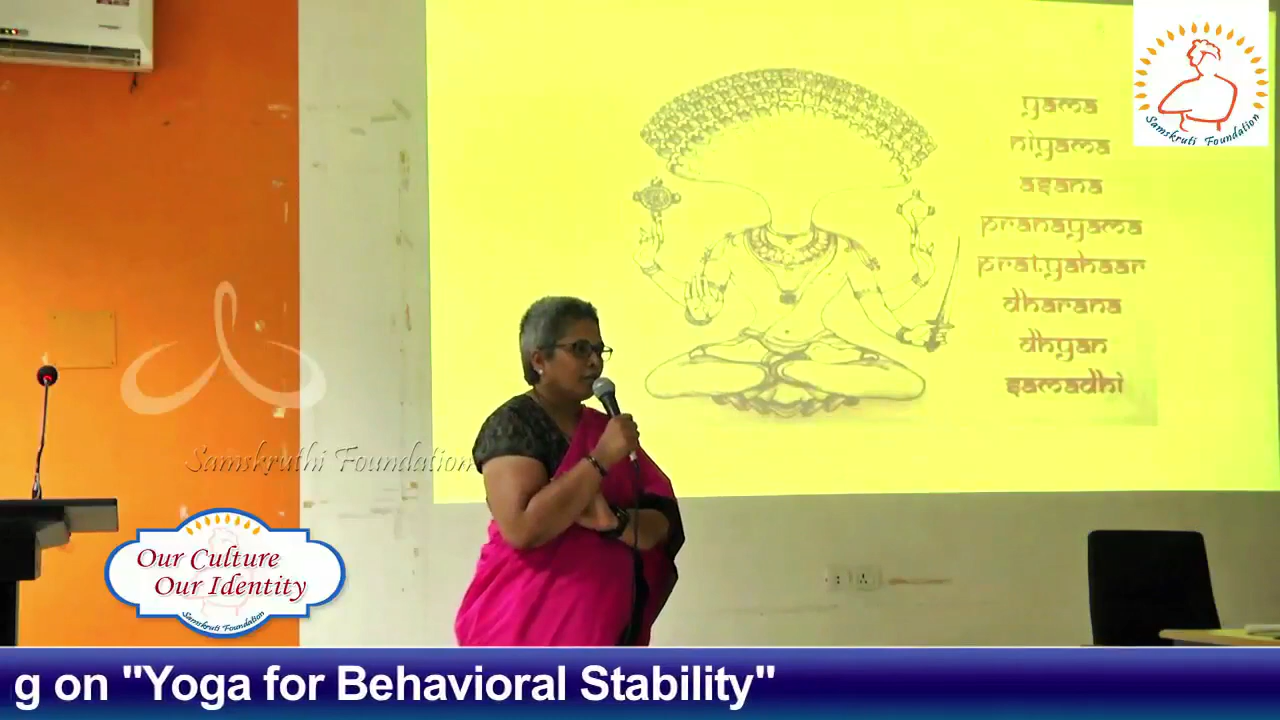 yama
niyama
asana
pranayama
pratyahaar
dharana
dhyan
samadhi
Samskruti Foundation
Samskruthi Foundation
Our Culture
Our Identity
Samskruti Foundation
g on "Yoga for Behavioral Stability"